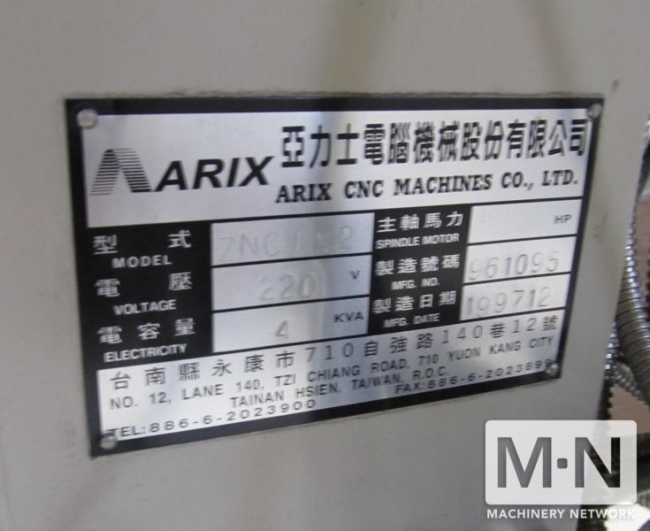 ARIX 亞力士電腦機械股份有限公司
ARIX CNC MACHINES CO., LTD.
型式 主軸馬力 HP
MODEL SPINDLE MOTOR
電壓 220 V 製造號碼 961095
VOLTAGE MFG. NO.
電容量 4 KVA 製造日期 199712
ELECTRICITY MFG. DATE
台南縣永康市710自強路140巷12號
NO. 12, LANE 140, TZI CHIANG ROAD, 710 YUON KANG CITY
TAINAN HSIEN, TAIWAN, R.O.C.
TEL:886-6-2023900 FAX:886-6-2023899
M·N
MACHINERY NETWORK